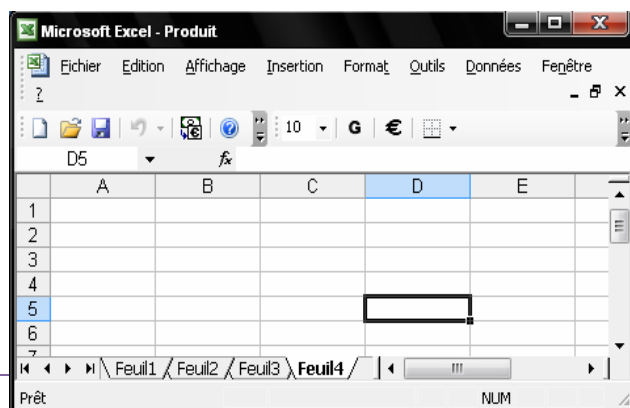 Microsoft Excel - Produit
Fichier Edition Affichage Insertion Format Outils Données Fenêtre
?
10 G €
D5 fx
A B C D E
1
2
3
4
5
6
7
Feuil1 Feuil2 Feuil3 Feuil4
Prêt NUM